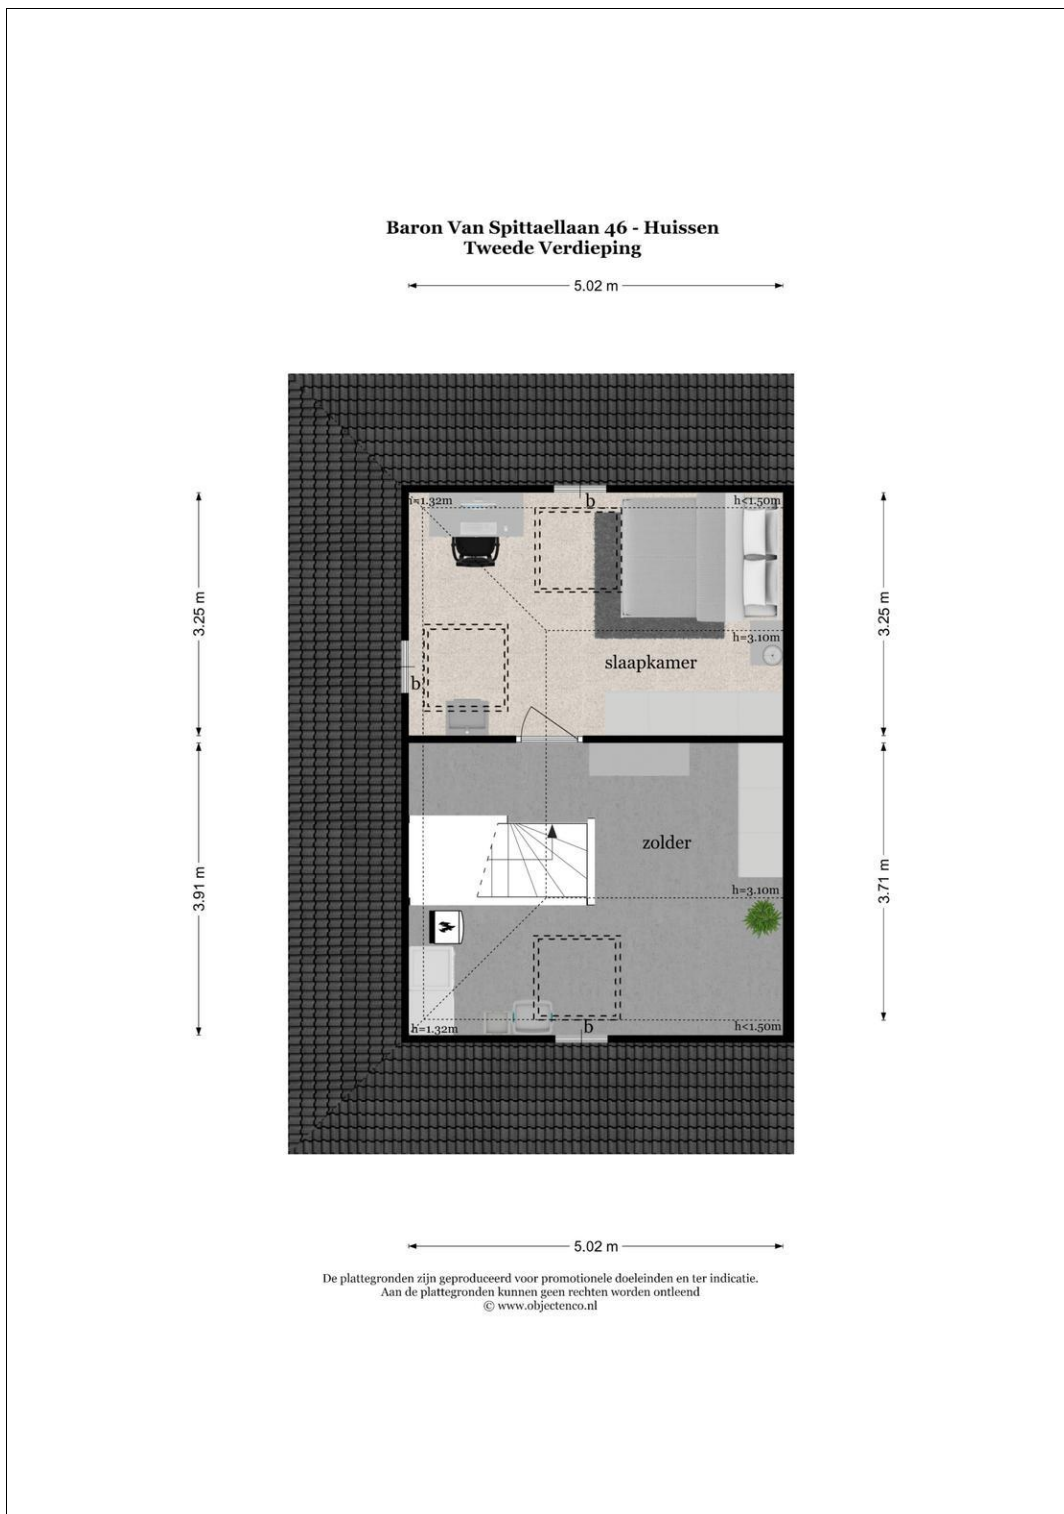 Baron Van Spittaellaan 46 - Huissen
Tweede Verdieping
5.02 m
h=1.32m
b
h<1.50m
3.25 m
3.25 m
h=3.10m
slaapkamer
b
zolder
3.91 m
3.71 m
h=3.10m
h=1.32m
b
h<1.50m
5.02 m
De plattegronden zijn geproduceerd voor promotionele doeleinden en ter indicatie.
Aan de plattegronden kunnen geen rechten worden ontleend
© www.objectenco.nl